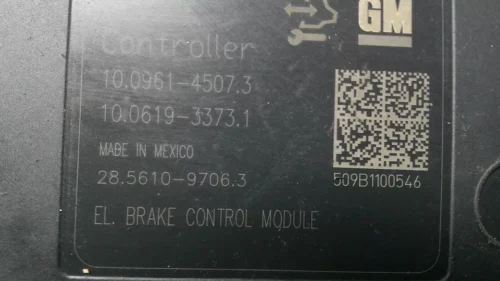 GM
Controller
10.0961-4507.3
10.0619-3373.1
MADE IN MEXICO
28.5610-9706.3
509B1100546
EL. BRAKE CONTROL MODULE